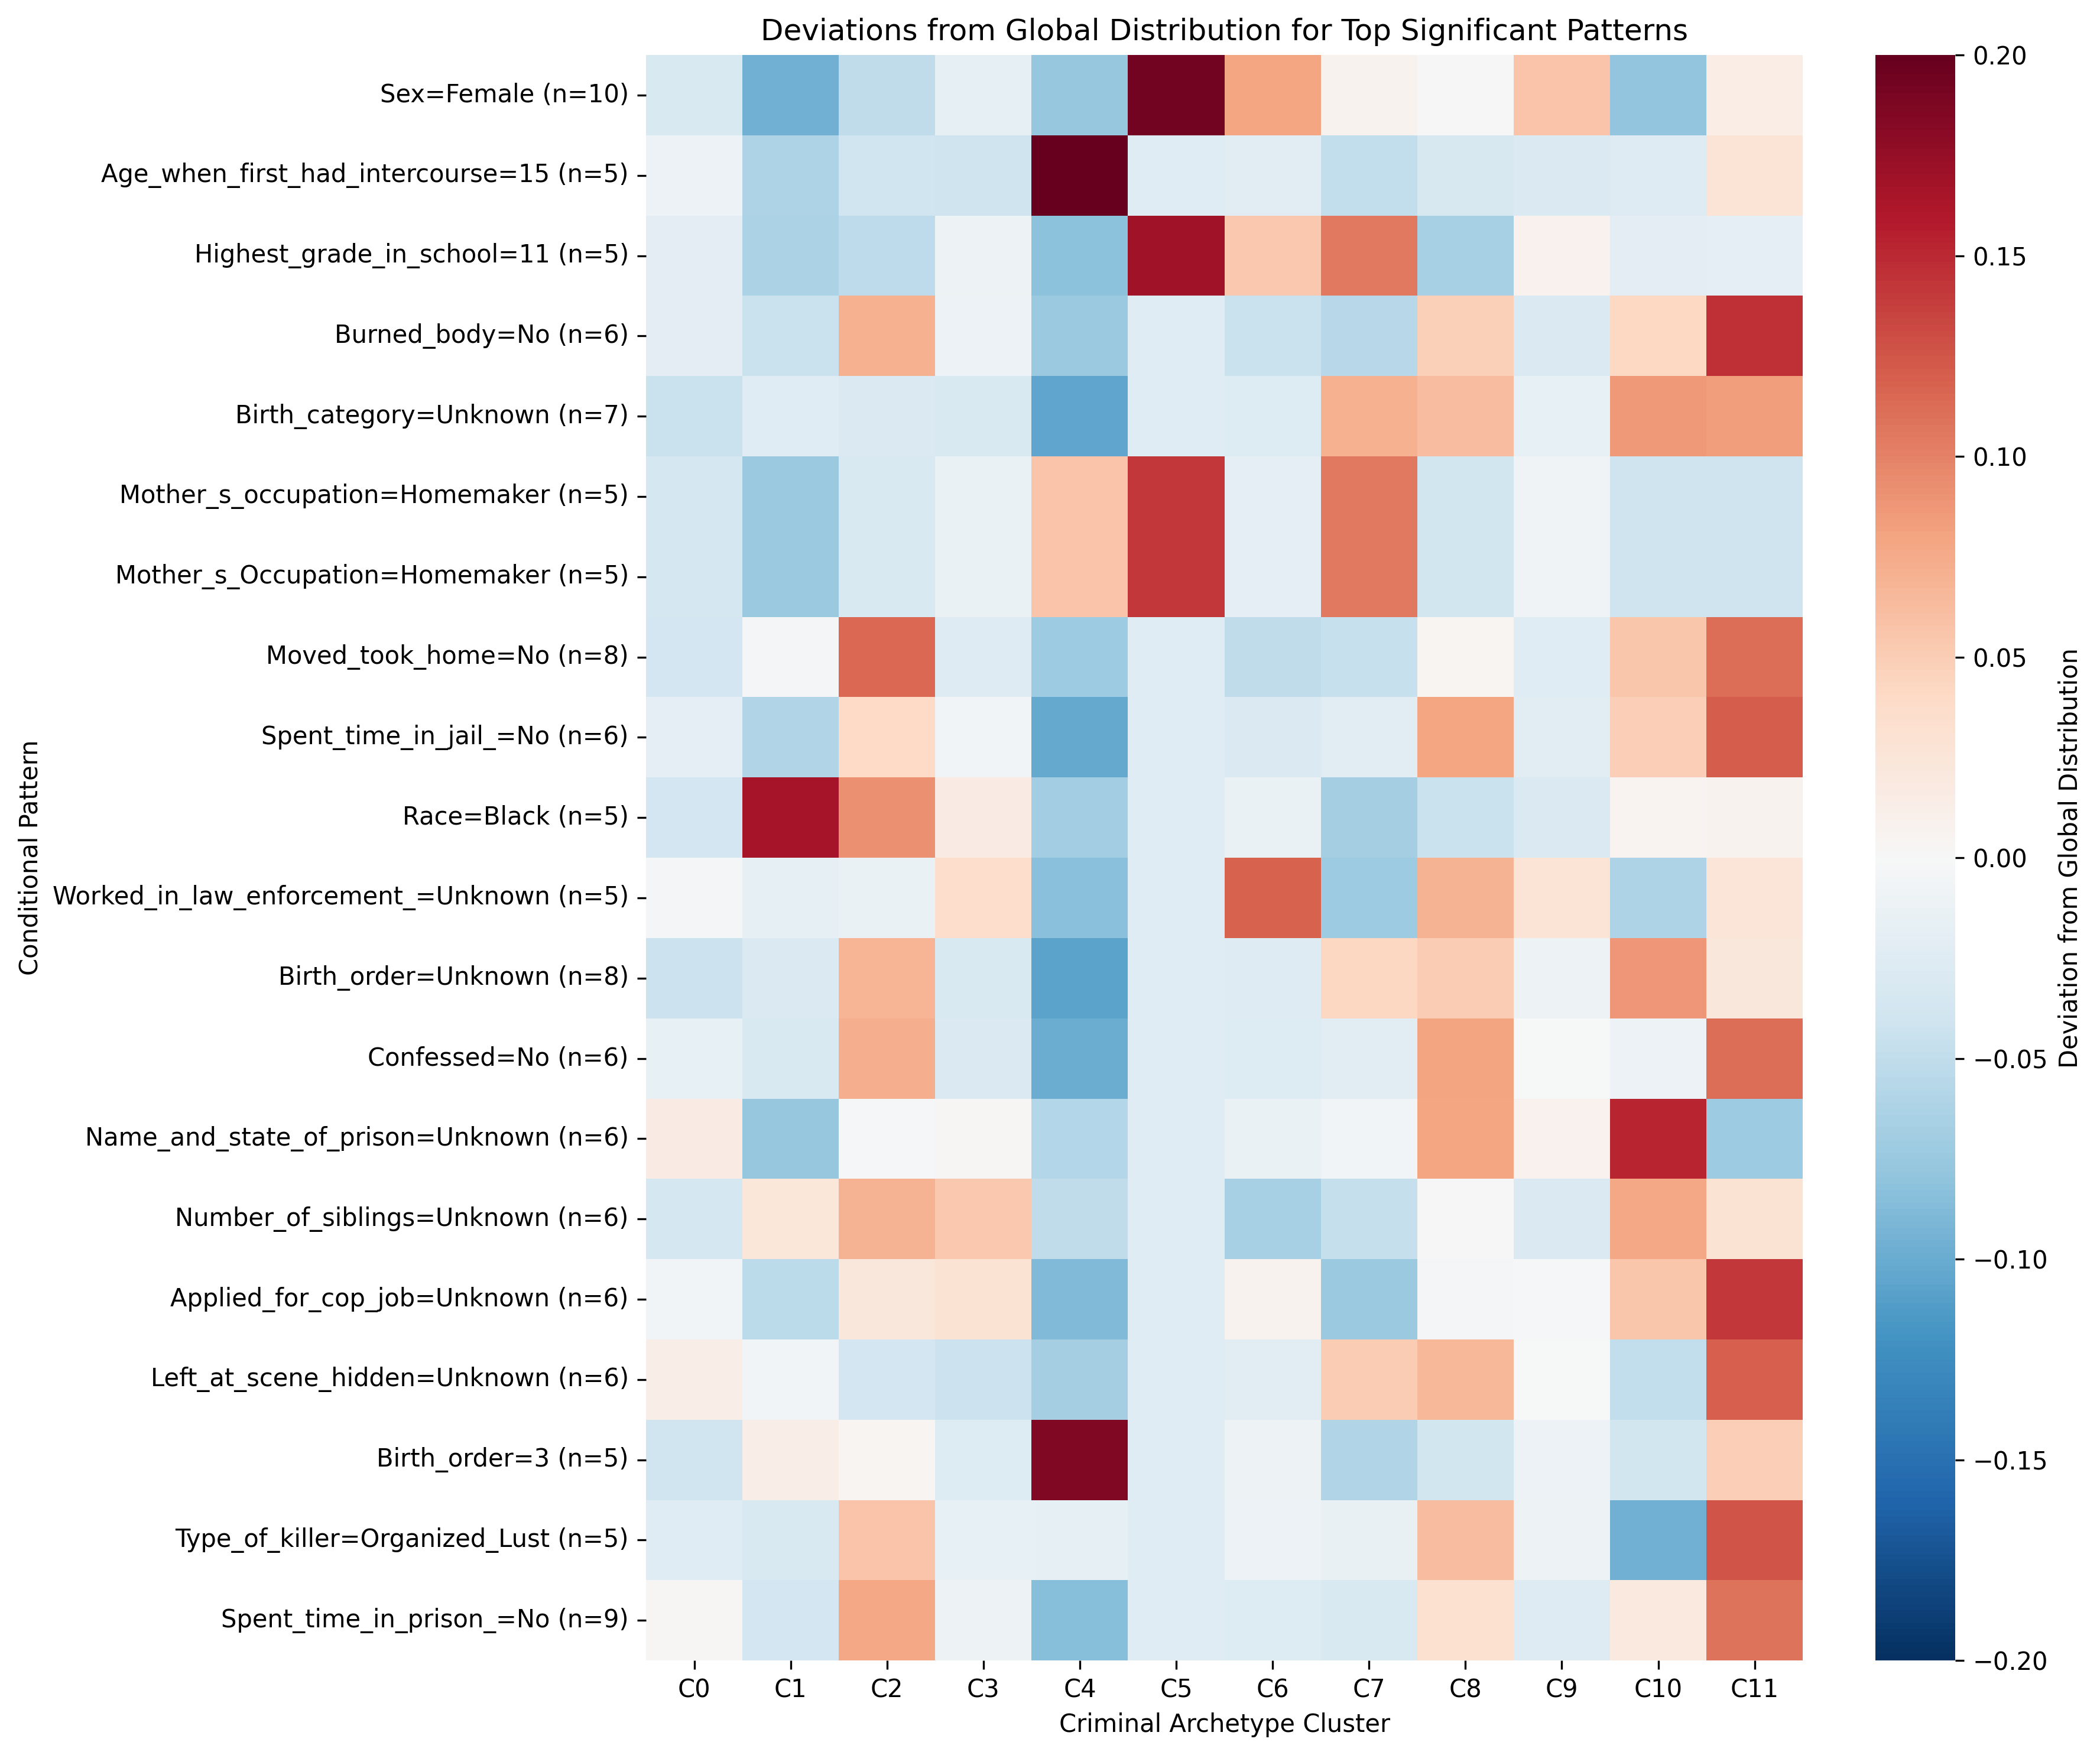 Deviations from Global Distribution for Top Significant Patterns
Sex=Female (n=10)
Age_when_first_had_intercourse=15 (n=5)
Highest_grade_in_school=11 (n=5)
Burned_body=No (n=6)
Birth_category=Unknown (n=7)
Mother_s_occupation=Homemaker (n=5)
Mother_s_Occupation=Homemaker (n=5)
Moved_took_home=No (n=8)
Spent_time_in_jail_=No (n=6)
Race=Black (n=5)
Worked_in_law_enforcement_=Unknown (n=5)
Birth_order=Unknown (n=8)
Confessed=No (n=6)
Name_and_state_of_prison=Unknown (n=6)
Number_of_siblings=Unknown (n=6)
Applied_for_cop_job=Unknown (n=6)
Left_at_scene_hidden=Unknown (n=6)
Birth_order=3 (n=5)
Type_of_killer=Organized_Lust (n=5)
Spent_time_in_prison_=No (n=9)
Conditional Pattern
C0 C1 C2 C3 C4 C5 C6 C7 C8 C9 C10 C11
Criminal Archetype Cluster
0.20
0.15
0.10
0.05
0.00
−0.05
−0.10
−0.15
−0.20
Deviation from Global Distribution